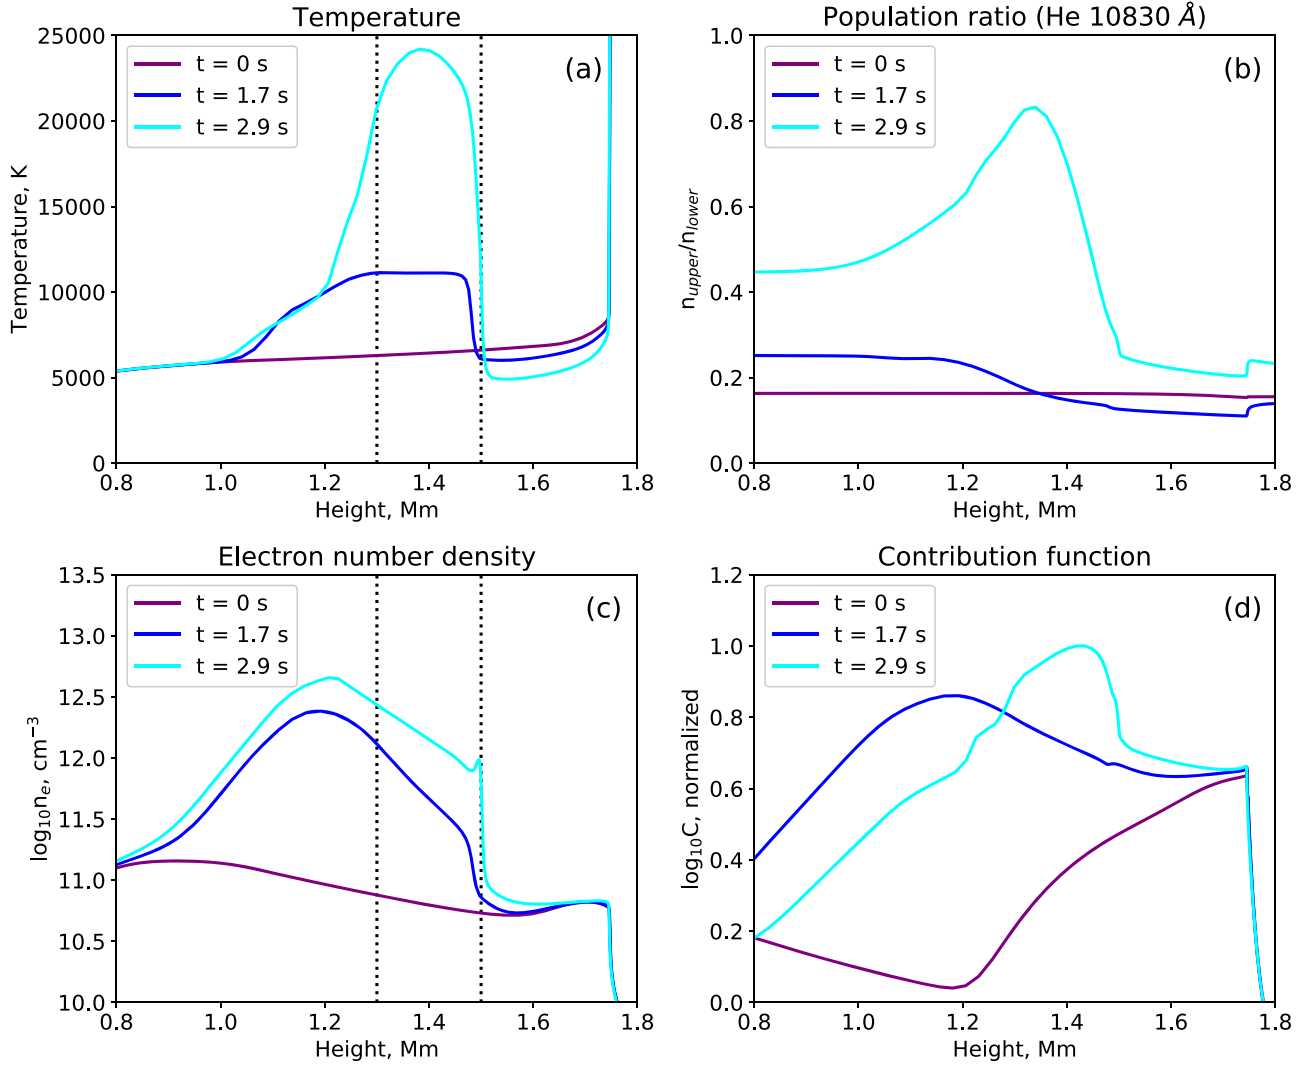 Temperature
(a)
t = 0 s
t = 1.7 s
t = 2.9 s
25000
20000
15000
10000
5000
0
Temperature, K
0.8 1.0 1.2 1.4 1.6 1.8
Height, Mm
Population ratio (He 10830 Å)
(b)
t = 0 s
t = 1.7 s
t = 2.9 s
1.0
0.8
0.6
0.4
0.2
0.0
n_upper/n_lower
0.8 1.0 1.2 1.4 1.6 1.8
Height, Mm
Electron number density
(c)
t = 0 s
t = 1.7 s
t = 2.9 s
13.5
13.0
12.5
12.0
11.5
11.0
10.5
10.0
log₁₀nₑ, cm⁻³
0.8 1.0 1.2 1.4 1.6 1.8
Height, Mm
Contribution function
(d)
t = 0 s
t = 1.7 s
t = 2.9 s
1.2
1.0
0.8
0.6
0.4
0.2
0.0
log₁₀C, normalized
0.8 1.0 1.2 1.4 1.6 1.8
Height, Mm